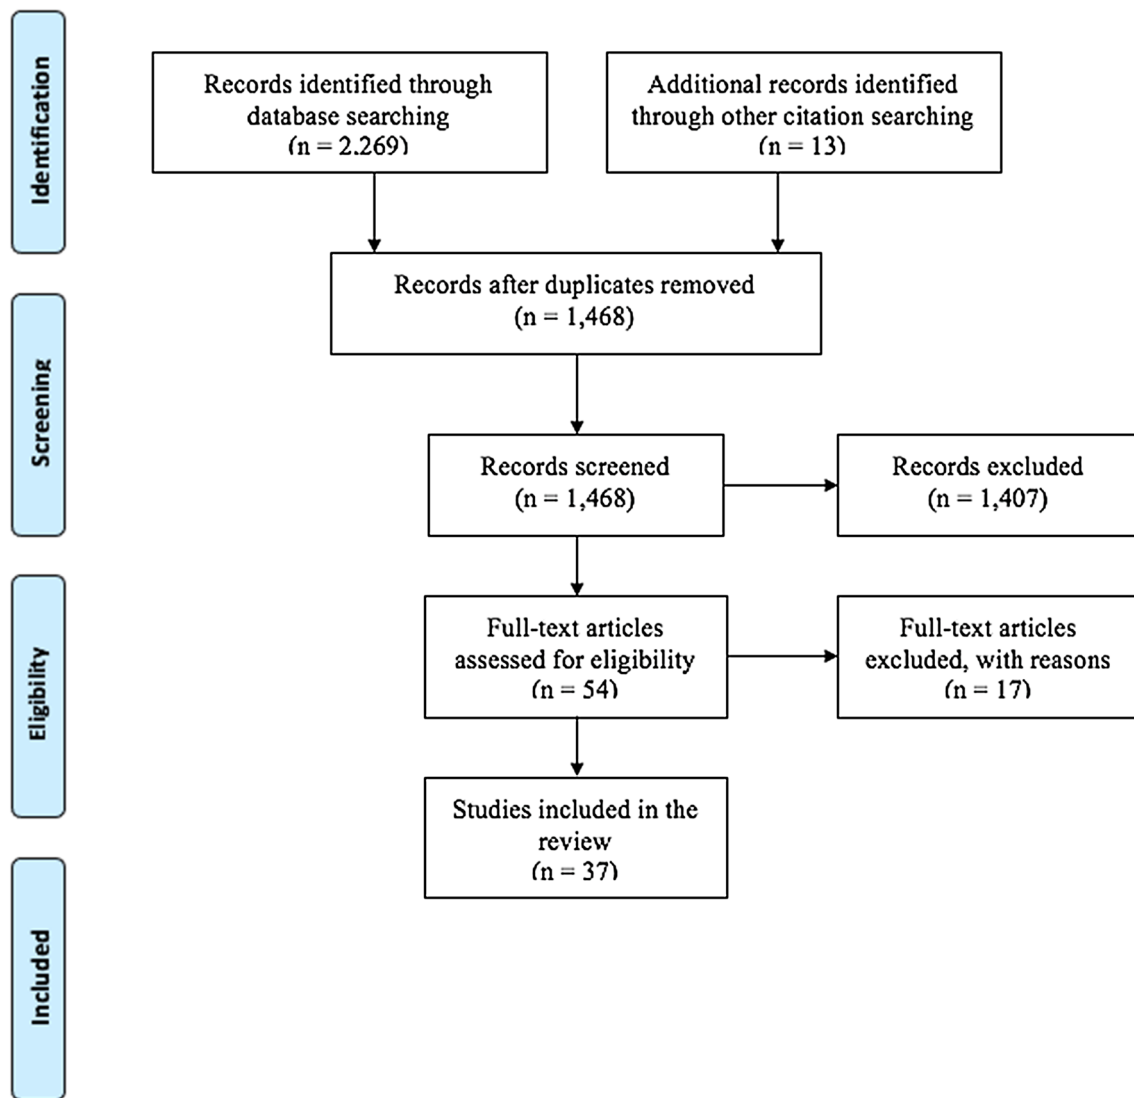 Identification
Records identified through
database searching
(n = 2,269)
Additional records identified
through other citation searching
(n = 13)
Records after duplicates removed
(n = 1,468)
Screening
Records screened
(n = 1,468)
Records excluded
(n = 1,407)
Eligibility
Full-text articles
assessed for eligibility
(n = 54)
Full-text articles
excluded, with reasons
(n = 17)
Studies included in the
review
(n = 37)
Included